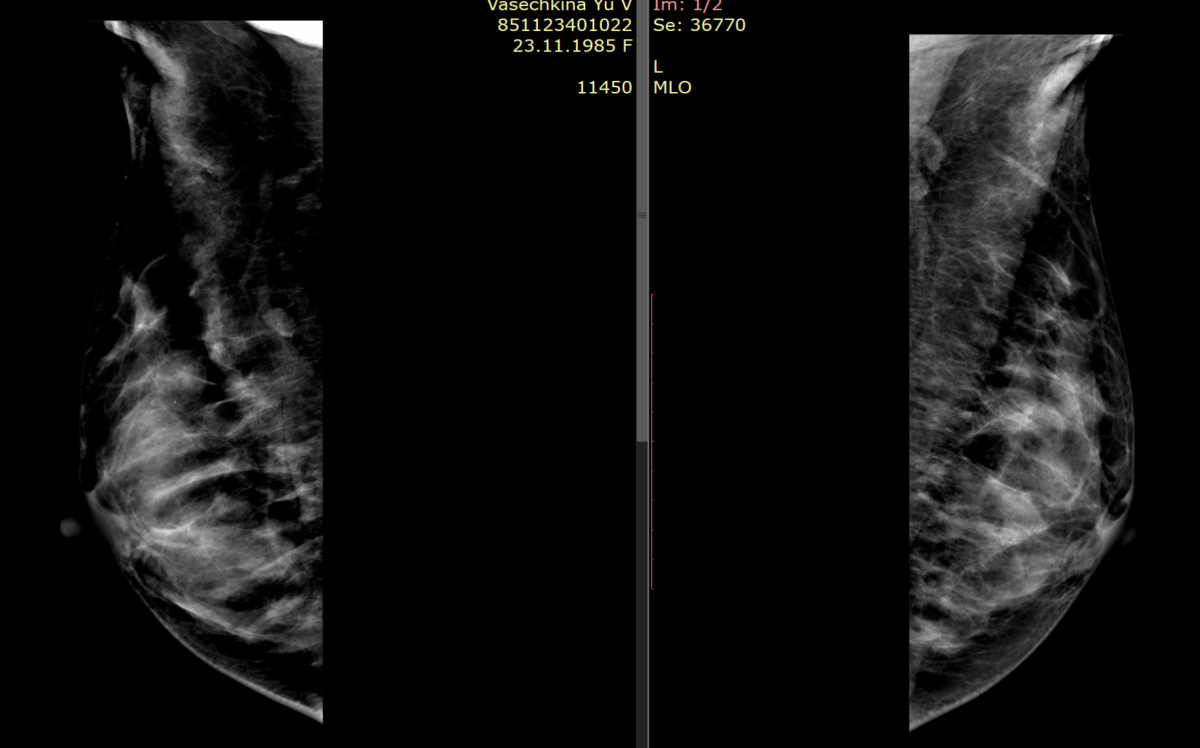 Vasechkina Yu V
851123401022
23.11.1985 F
11450
Im: 1/2
Se: 36770
L
MLO